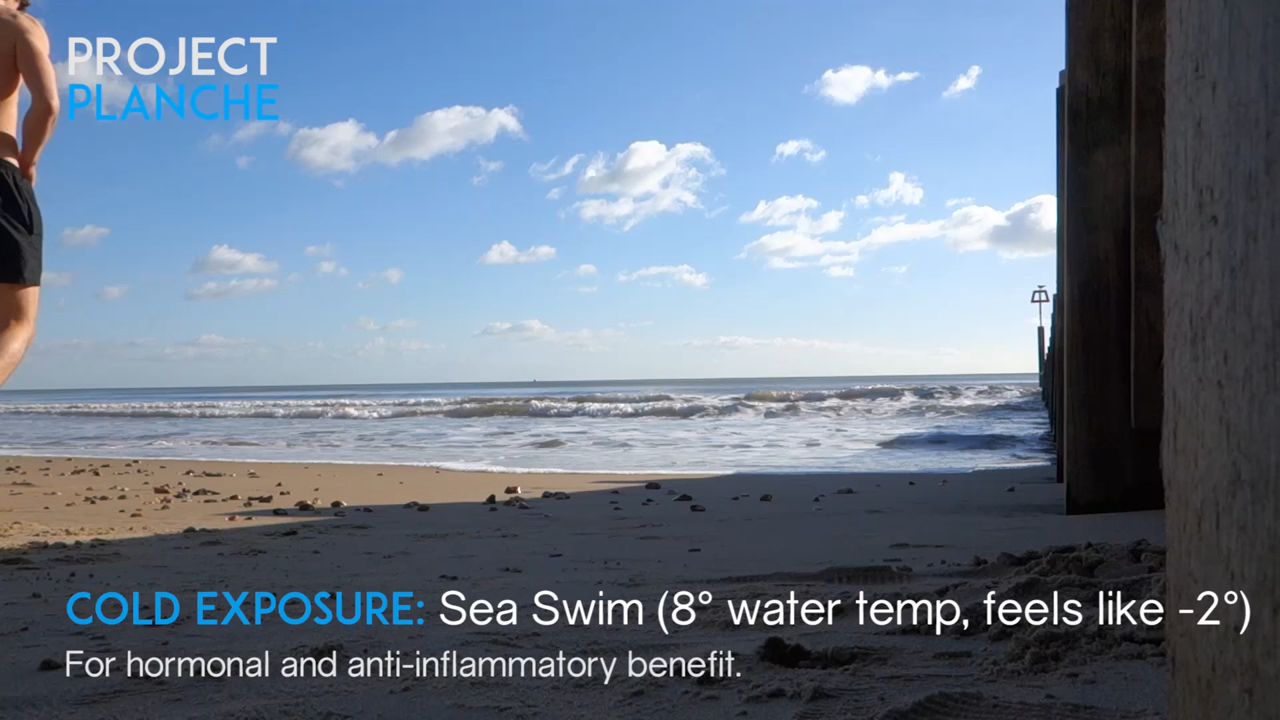 PROJECT
PLANCHE
COLD EXPOSURE: Sea Swim (8° water temp, feels like -2°)
For hormonal and anti-inflammatory benefit.